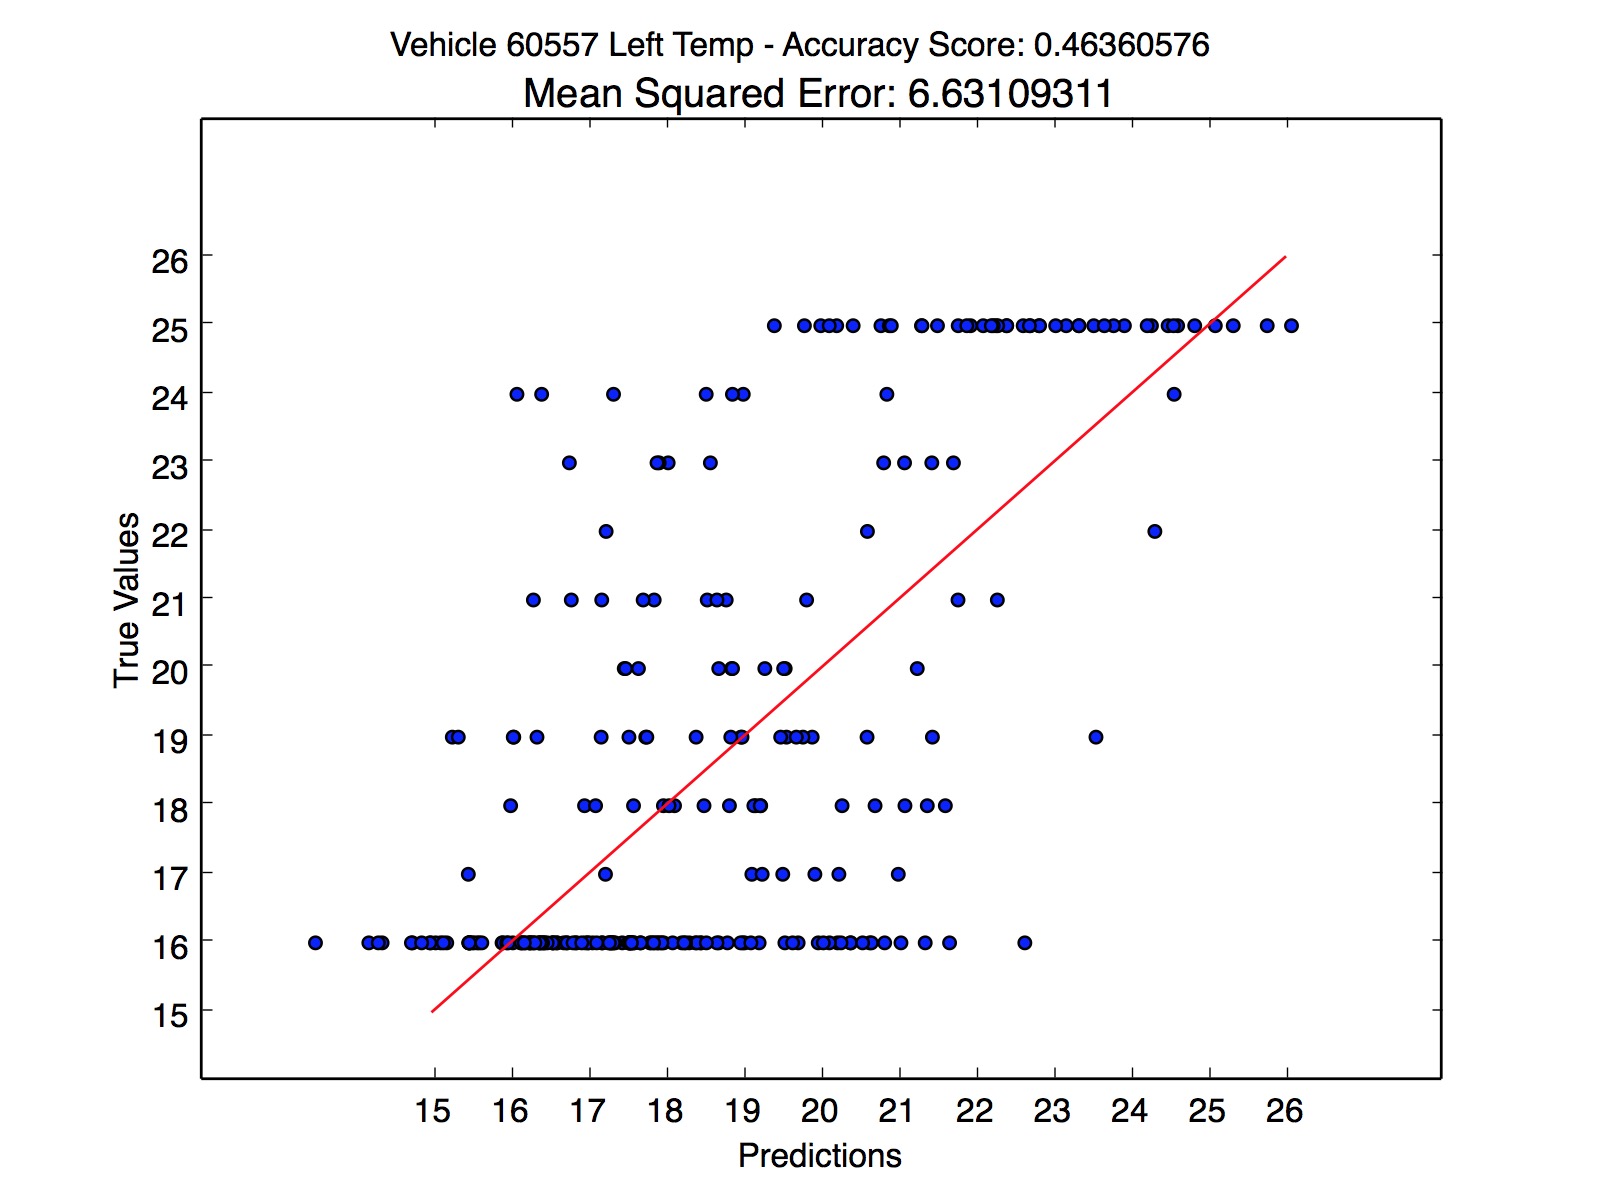 Vehicle 60557 Left Temp - Accuracy Score: 0.46360576
Mean Squared Error: 6.63109311
26
25
24
23
22
21
20
19
18
17
16
15
True Values
15 16 17 18 19 20 21 22 23 24 25 26
Predictions